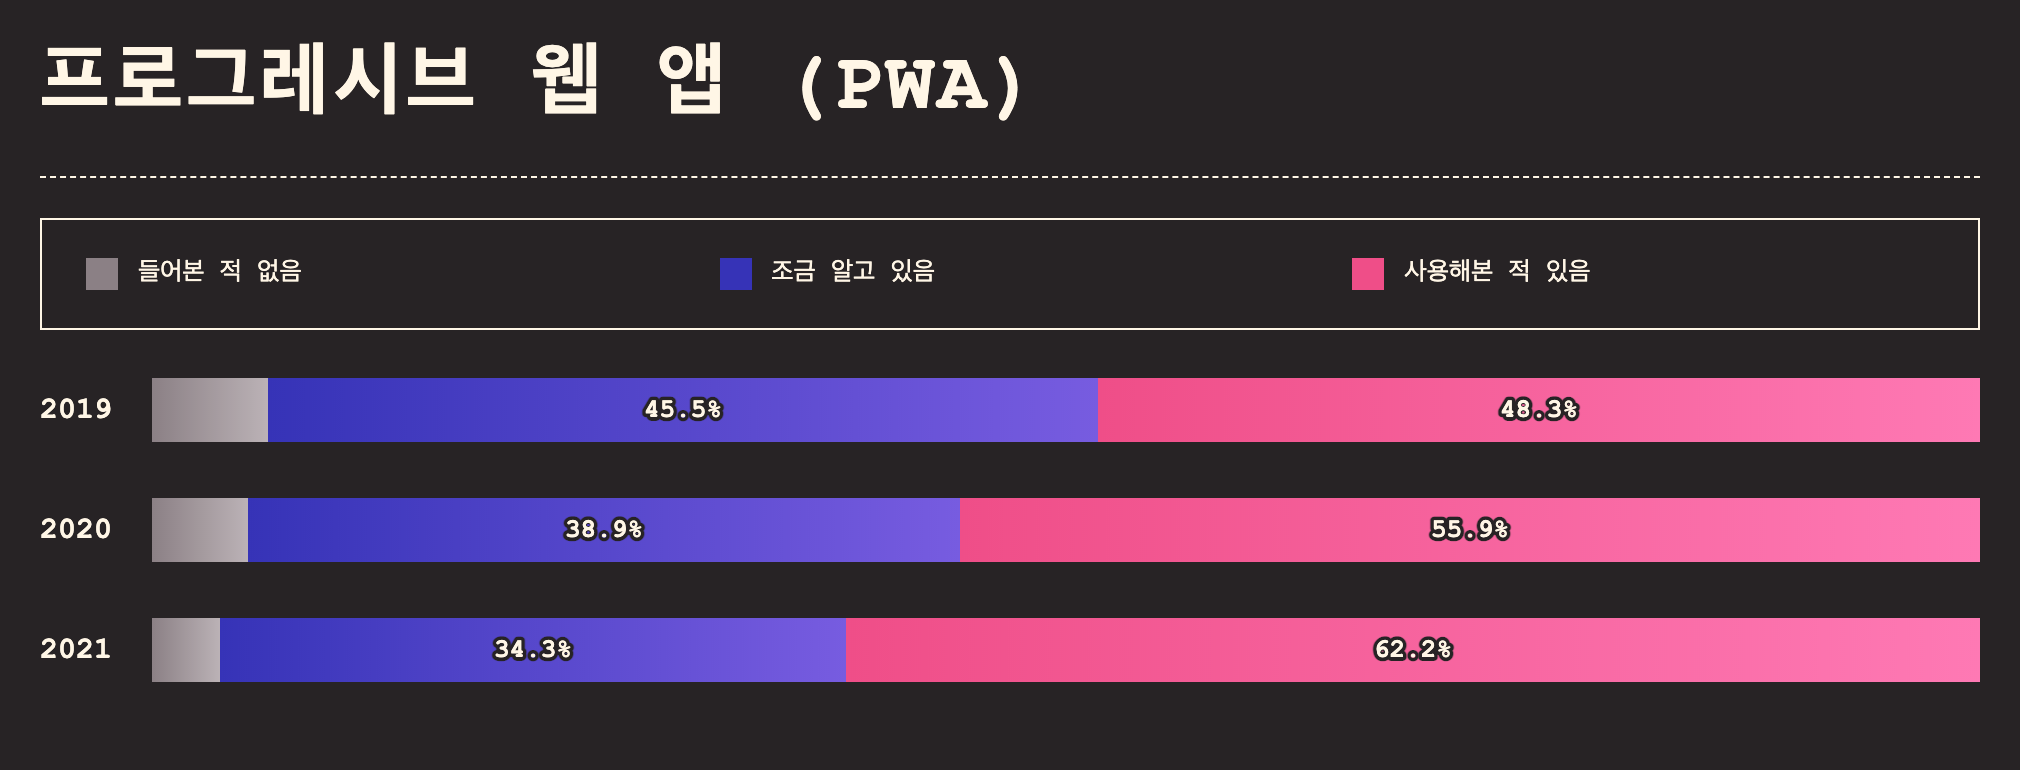 프로그레시브 웹 앱 (PWA)
들어본 적 없음 조금 알고 있음 사용해본 적 있음
2019 45.5% 48.3%
2020 38.9% 55.9%
2021 34.3% 62.2%